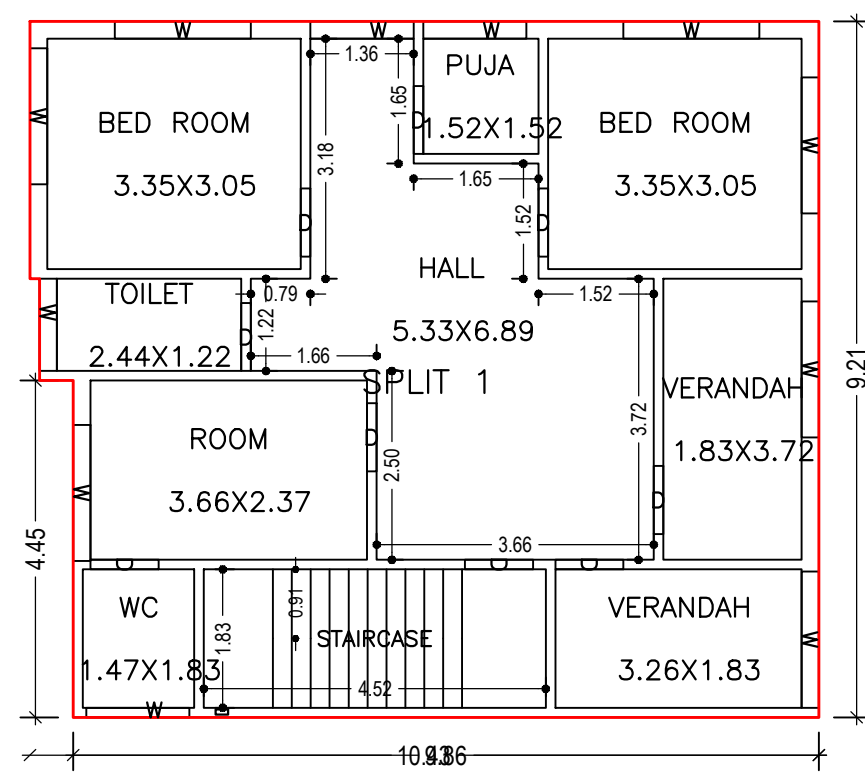 W
W
W
1.36
PUJA
1.65
W
BED ROOM
D
1.52X1.52
BED ROOM
W
3.18
3.35X3.05
1.65
3.35X3.05
D
1.52
D
HALL
TOILET
0.79
1.52
W
1.22
D
5.33X6.89
2.44X1.22
1.66
W
SPLIT 1
VERANDAH
9.21
3.72
ROOM
D
1.83X3.72
2.50
W
3.66X2.37
D
3.66
4.45
D
D
D
0.91
WC
STAIRCASE
VERANDAH
1.83
W
1.47X1.83
3.26X1.83
4.52
W